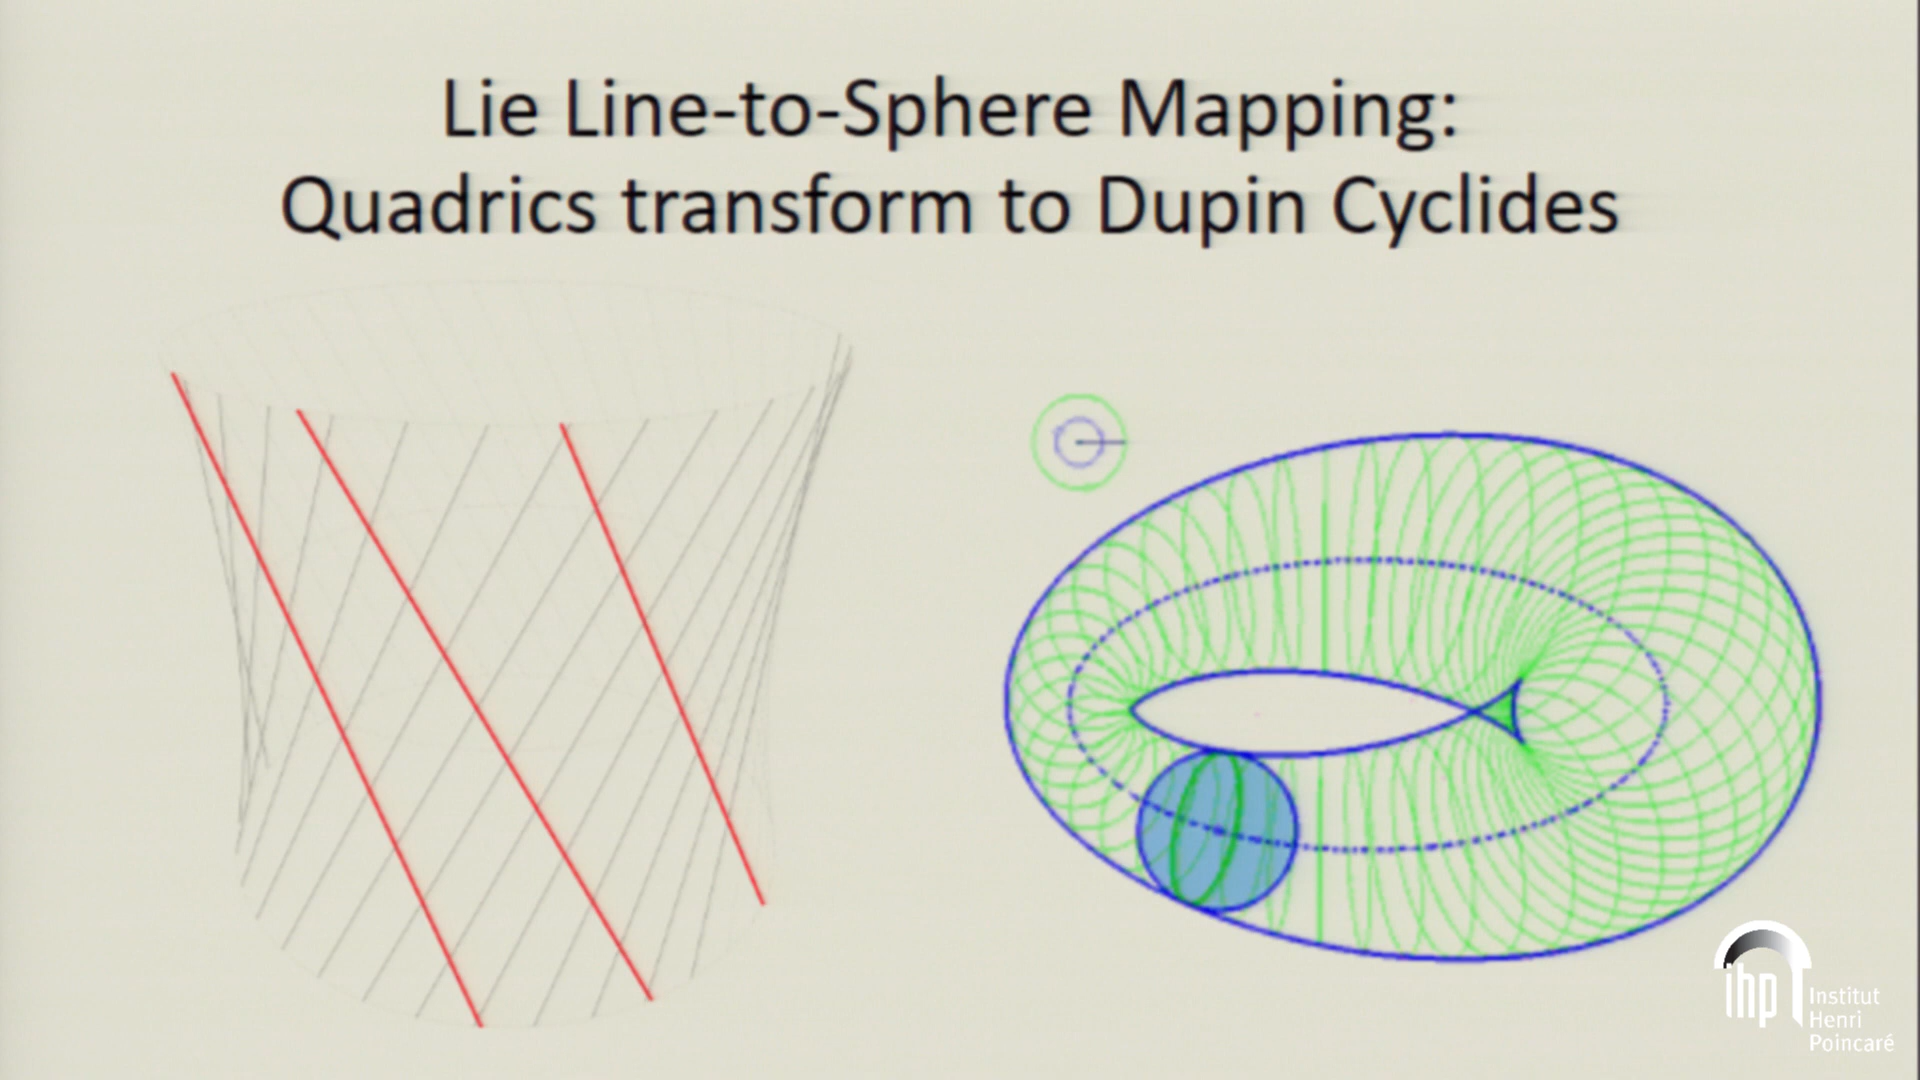 Lie Line-to-Sphere Mapping:
Quadrics transform to Dupin Cyclides
ihp
Institut
Henri
Poincaré